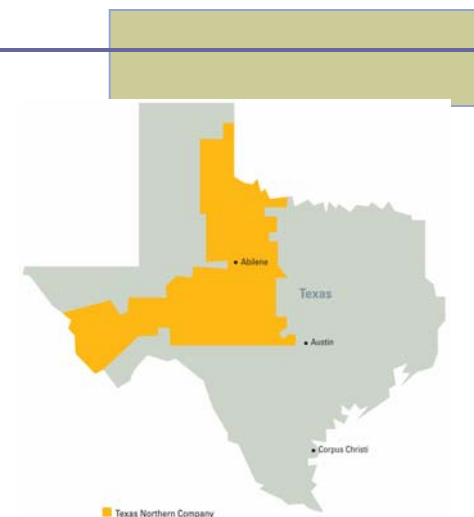 Abilene
Texas
Austin
Corpus Christi
Texas Northern Company